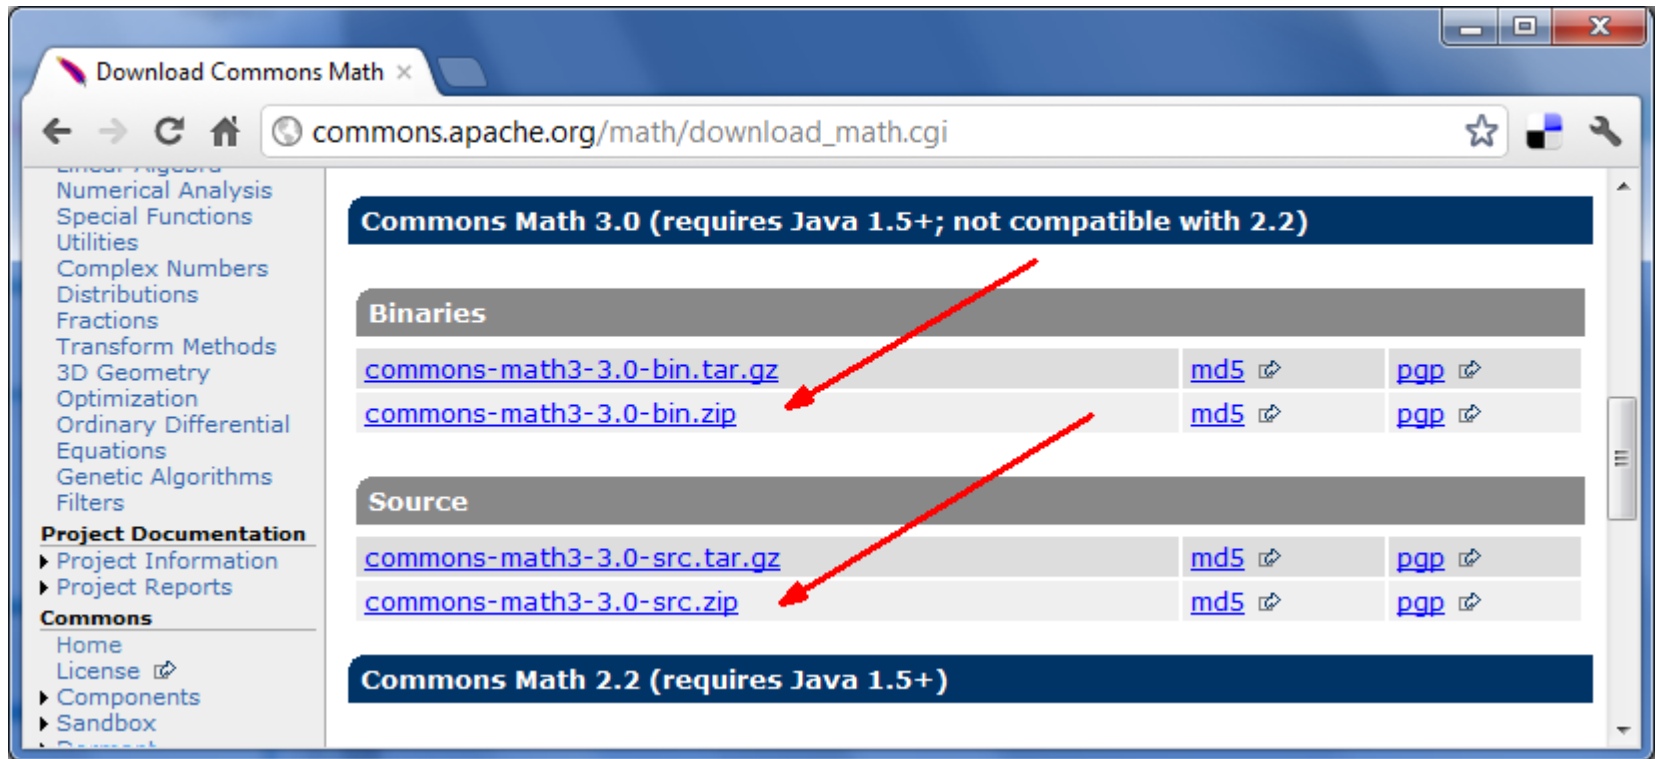 Download Commons Math
commons.apache.org/math/download_math.cgi
Linear Algebra
Numerical Analysis
Special Functions
Utilities
Complex Numbers
Distributions
Fractions
Transform Methods
3D Geometry
Optimization
Ordinary Differential
Equations
Genetic Algorithms
Filters
Project Documentation
Project Information
Project Reports
Commons
Home
License
Components
Sandbox
Dormant
Commons Math 3.0 (requires Java 1.5+; not compatible with 2.2)
Binaries
commons-math3-3.0-bin.tar.gz md5 pgp
commons-math3-3.0-bin.zip md5 pgp
Source
commons-math3-3.0-src.tar.gz md5 pgp
commons-math3-3.0-src.zip md5 pgp
Commons Math 2.2 (requires Java 1.5+)